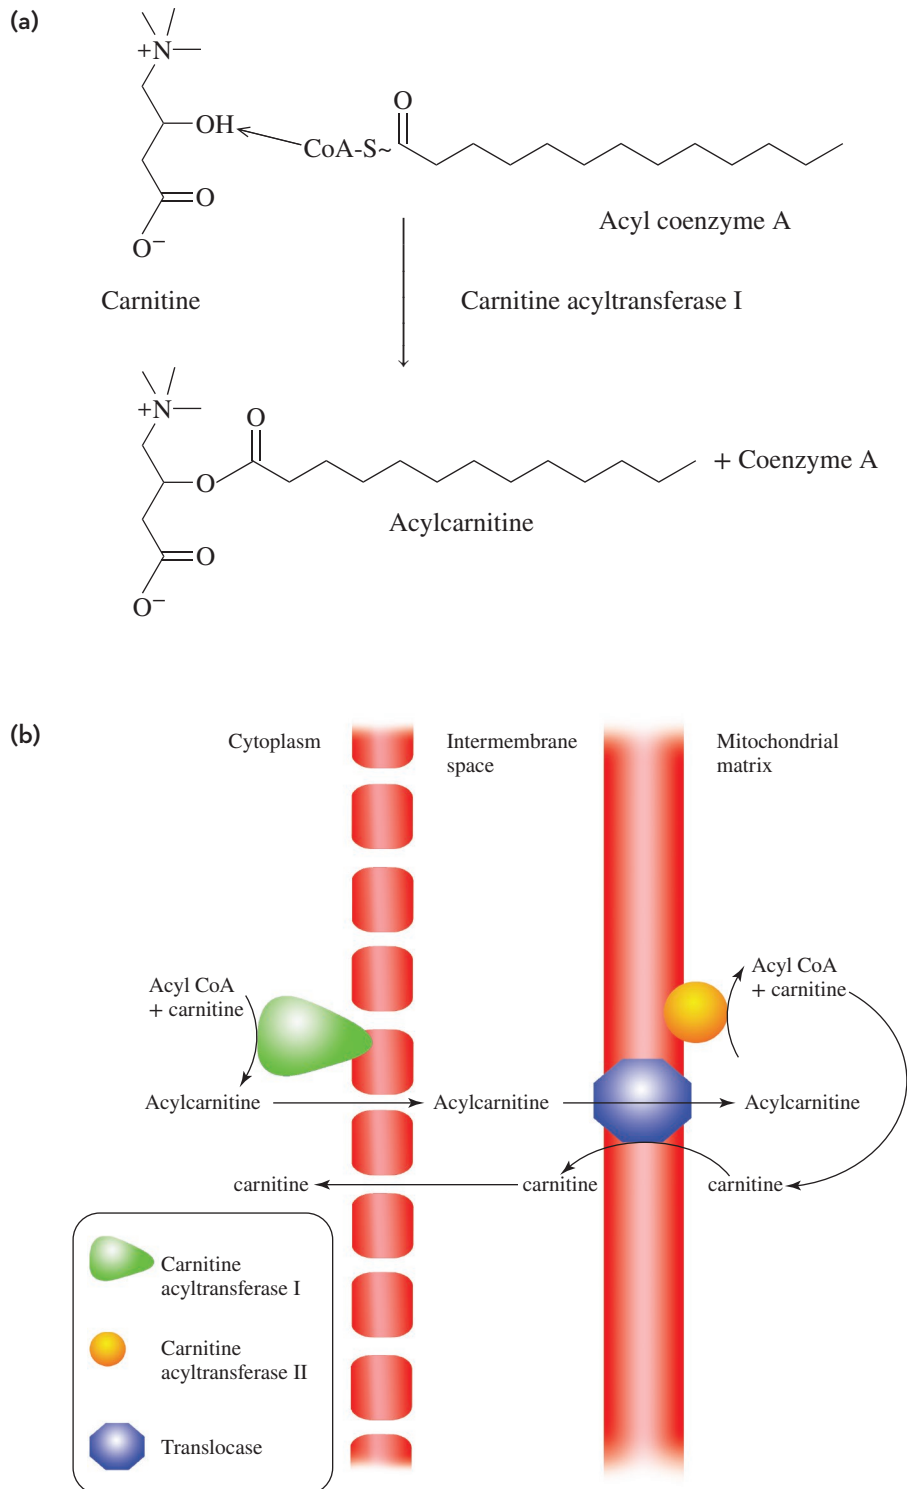 (a)
+N
OH
CoA-S~
O
O
O−
Acyl coenzyme A
Carnitine
Carnitine acyltransferase I
+N
O
O
+ Coenzyme A
Acylcarnitine
O
O−
(b)
Cytoplasm
Intermembrane
space
Mitochondrial
matrix
Acyl CoA
+ carnitine
Acyl CoA
+ carnitine
Acylcarnitine
Acylcarnitine
Acylcarnitine
carnitine
carnitine
carnitine
Carnitine
acyltransferase I
Carnitine
acyltransferase II
Translocase